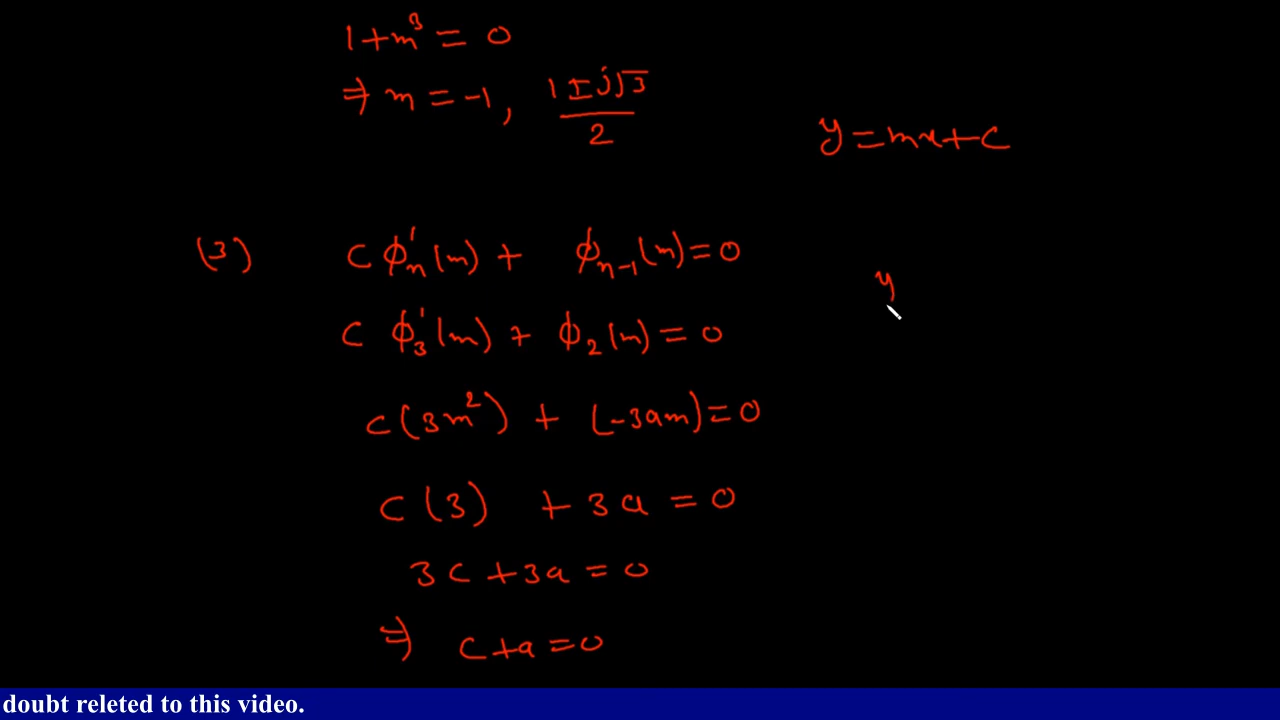 1 + m³ = 0
⇒ m = -1, (1 ± j√3)/2
y = mx + c
(3) c ϕ'ₙ(m) + ϕₙ₋₁(m) = 0
y
c ϕ'₃(m) + ϕ₂(m) = 0
c(3m²) + (-3am) = 0
c(3) + 3a = 0
3c + 3a = 0
⇒ c + a = 0
doubt releted to this video.